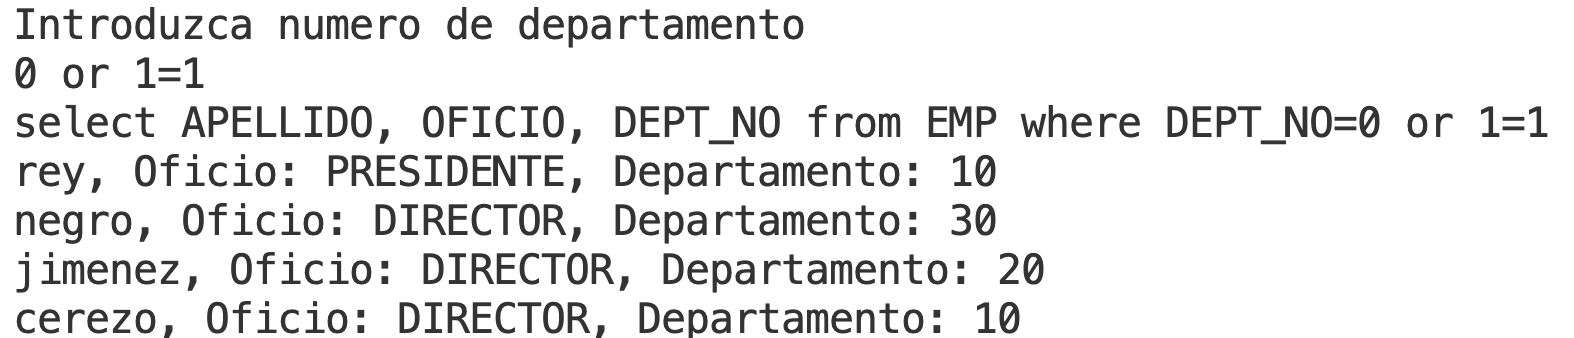 Introduzca numero de departamento
0 or 1=1
select APELLIDO, OFICIO, DEPT_NO from EMP where DEPT_NO=0 or 1=1
rey, Oficio: PRESIDENTE, Departamento: 10
negro, Oficio: DIRECTOR, Departamento: 30
jimenez, Oficio: DIRECTOR, Departamento: 20
cerezo, Oficio: DIRECTOR, Departamento: 10